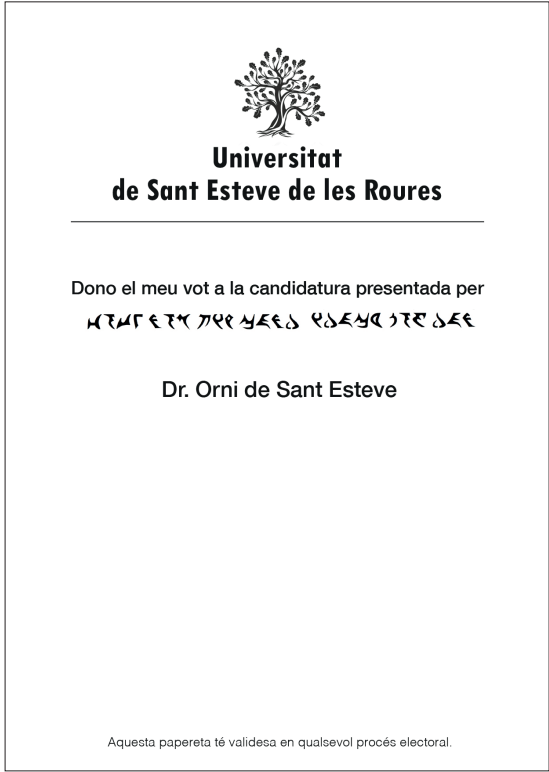 Universitat
de Sant Esteve de les Roures
Dono el meu vot a la candidatura presentada per
Dr. Orni de Sant Esteve
Aquesta papereta té validesa en qualsevol procés electoral.